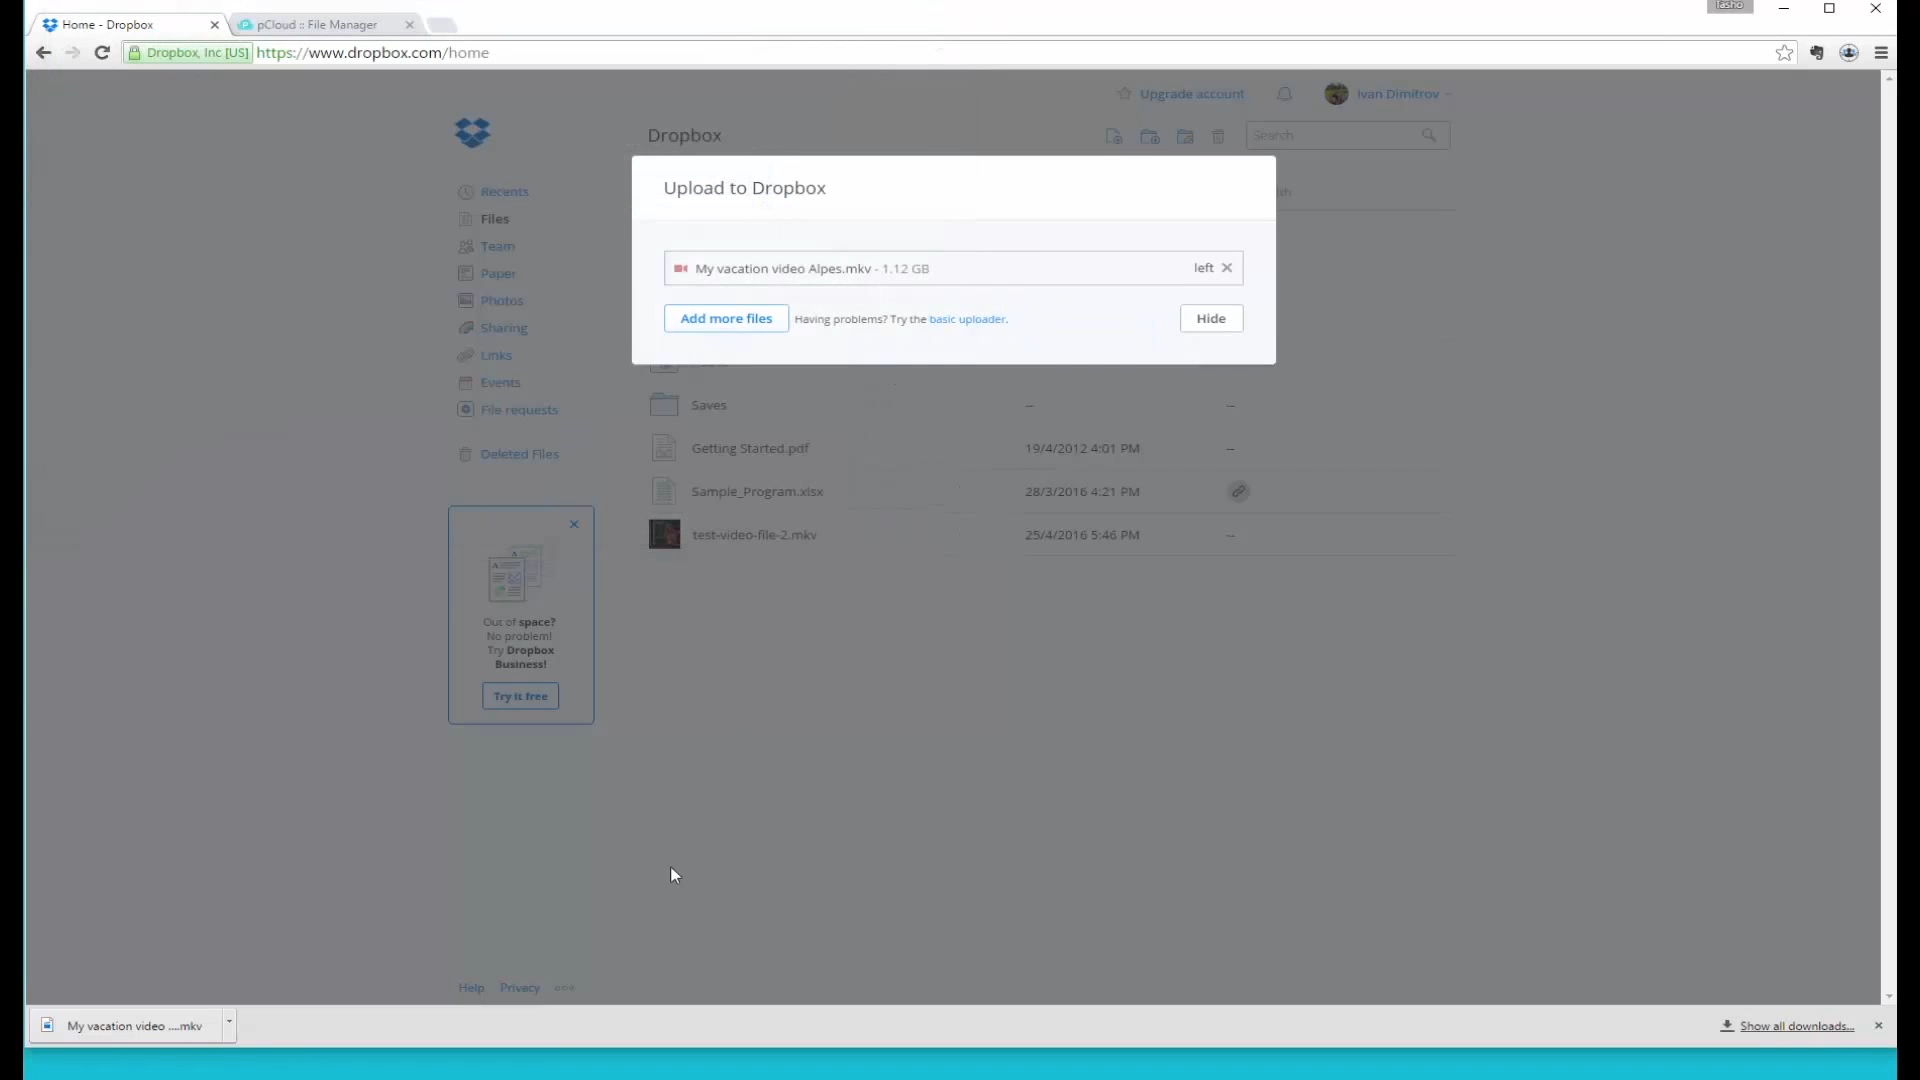 Tasho
Home - Dropbox
pCloud :: File Manager
Dropbox, Inc [US] https://www.dropbox.com/home
Upgrade account
Ivan Dimitrov
Dropbox
Search
Upload to Dropbox
My vacation video Alpes.mkv - 1.12 GB
left
Add more files
Having problems? Try the basic uploader.
Hide
Recents
Files
Team
Paper
Photos
Sharing
Links
Events
File requests
Deleted Files
Saves -- --
Getting Started.pdf 19/4/2012 4:01 PM --
Sample_Program.xlsx 28/3/2016 4:21 PM
test-video-file-2.mkv 25/4/2016 5:46 PM --
Out of space?
No problem!
Try Dropbox
Business!
Try it free
Help Privacy
My vacation video ....mkv
Show all downloads...